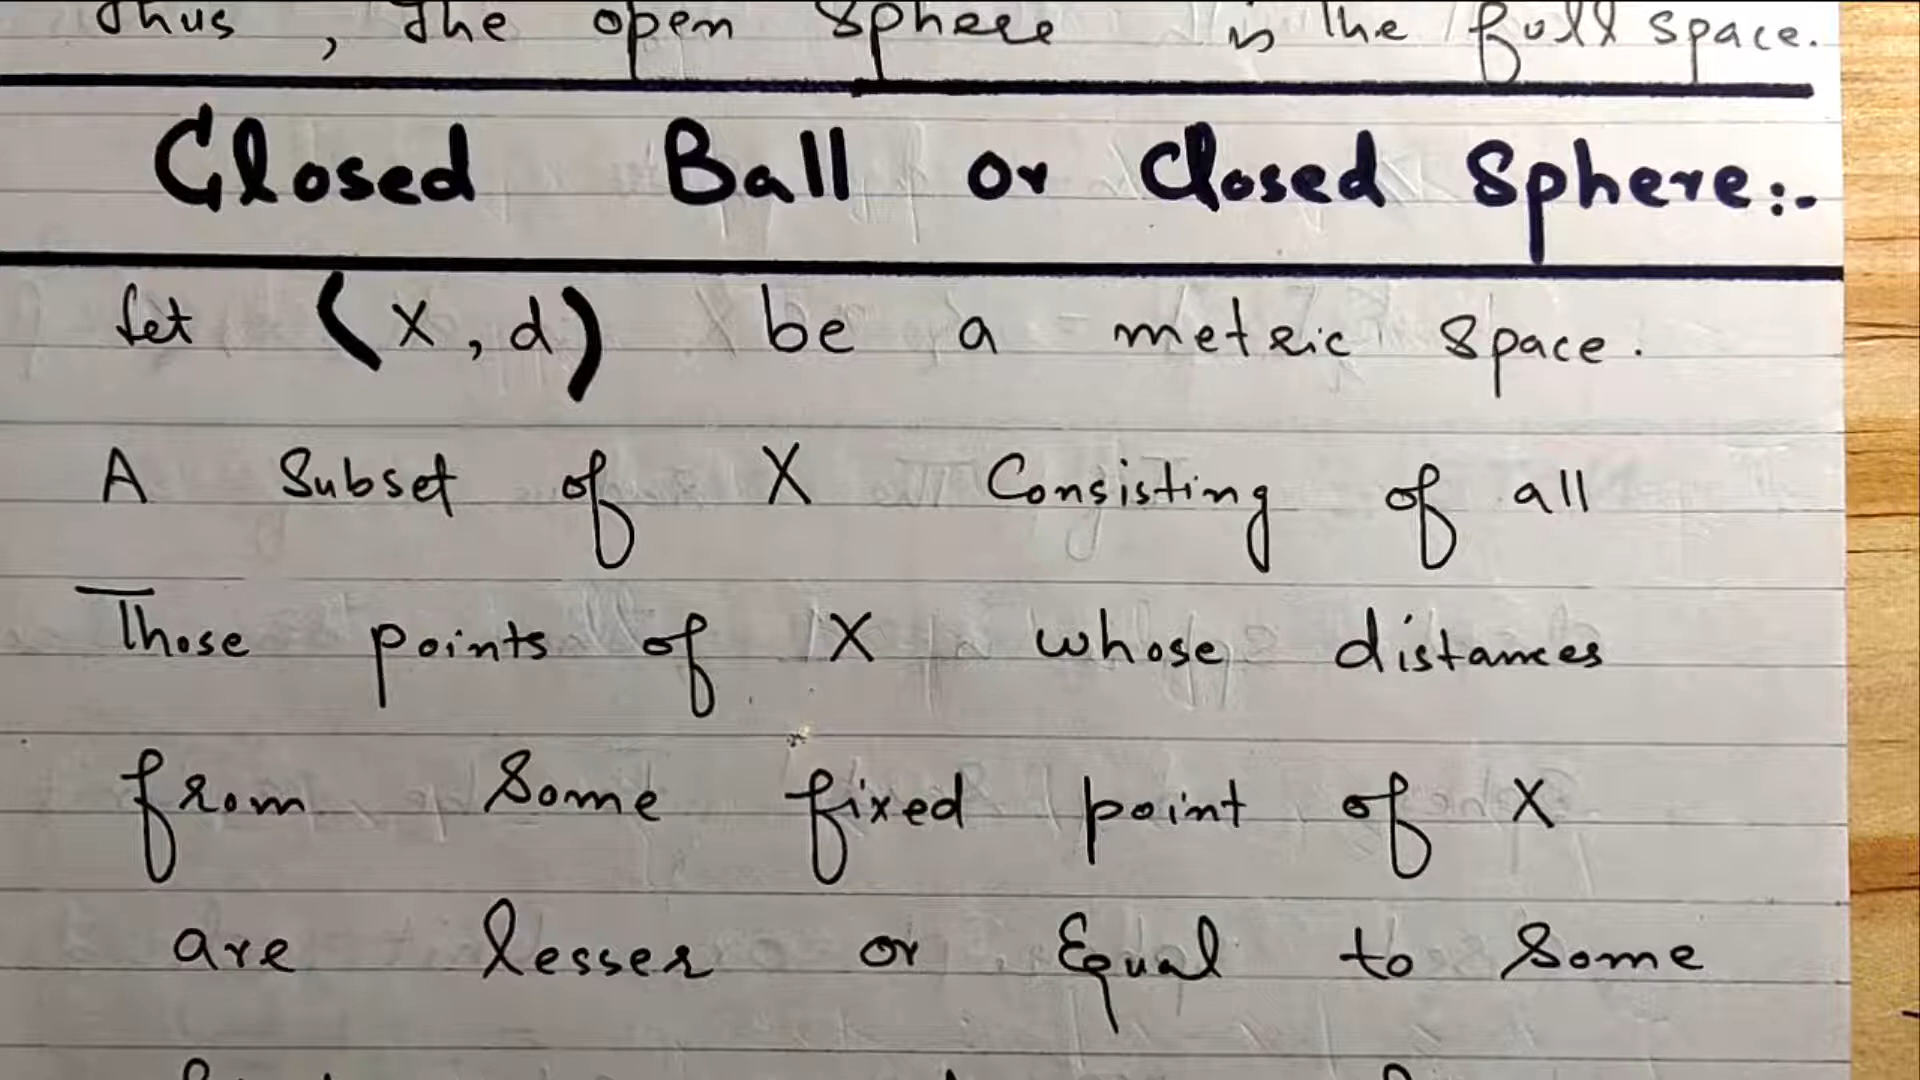 Thus, The open sphere is The full space.
Closed Ball or Closed Sphere:-
Let (X, d) be a metric space.
A Subset of X Consisting of all
Those points of X whose distances
from Some fixed point of X
are lesser or Equal to Some